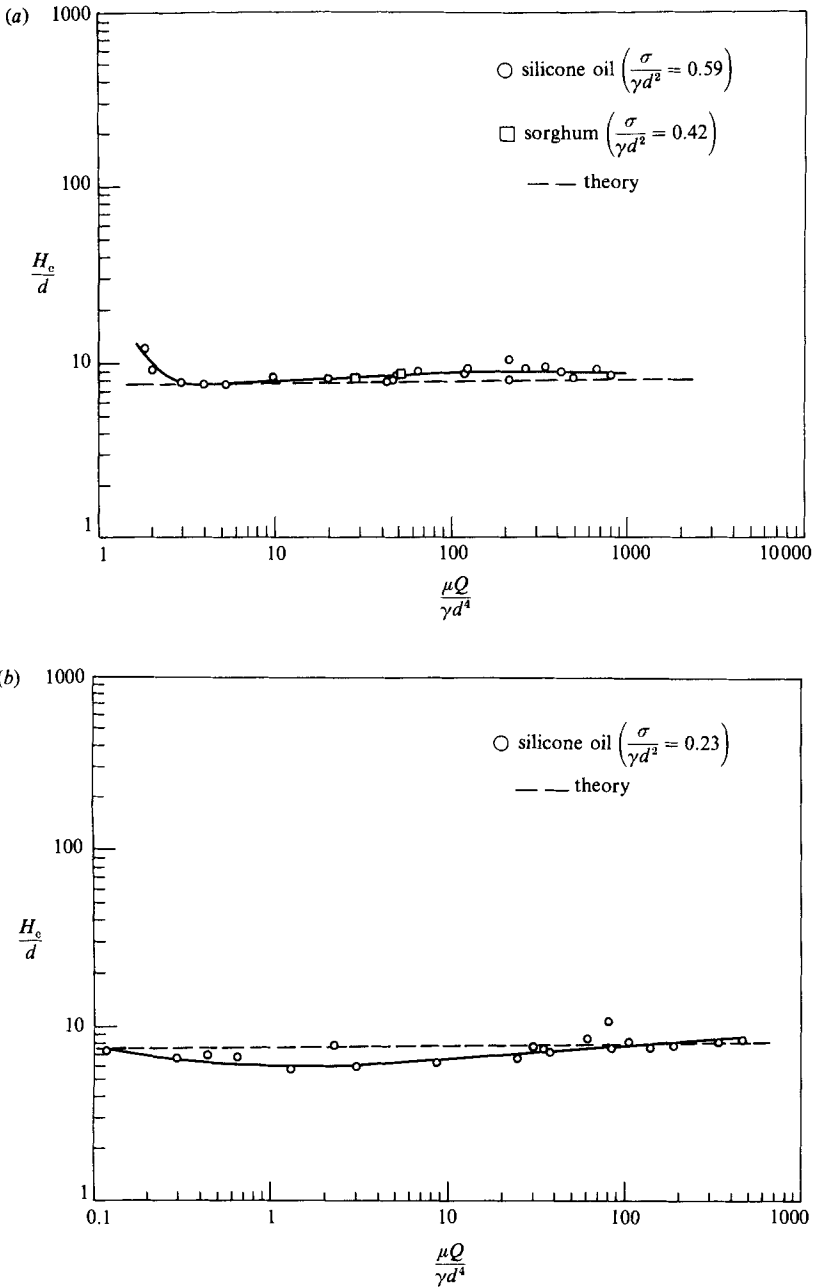 (a)
1000
100
10
1
H_c/d
○ silicone oil (σ/γd² = 0.59)
□ sorghum (σ/γd² = 0.42)
— — theory
1 10 100 1000 10000
μQ/γd⁴
(b)
1000
100
10
1
H_c/d
○ silicone oil (σ/γd² = 0.23)
— — theory
0.1 1 10 100 1000
μQ/γd⁴